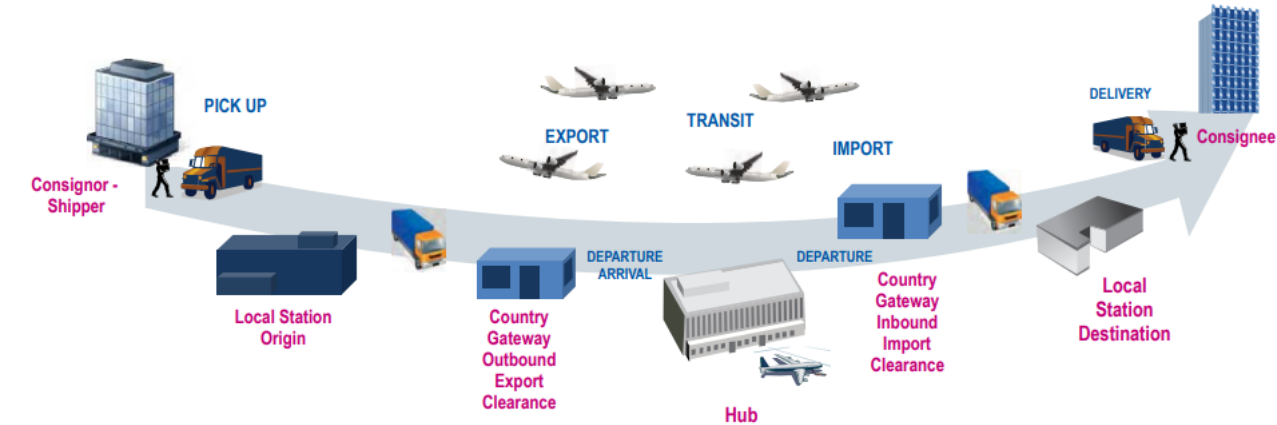 PICK UP
Consignor -
Shipper
Local Station
Origin
EXPORT
TRANSIT
IMPORT
Country
Gateway
Outbound
Export
Clearance
DEPARTURE
ARRIVAL
Hub
DEPARTURE
Country
Gateway
Inbound
Import
Clearance
Local
Station
Destination
DELIVERY
Consignee